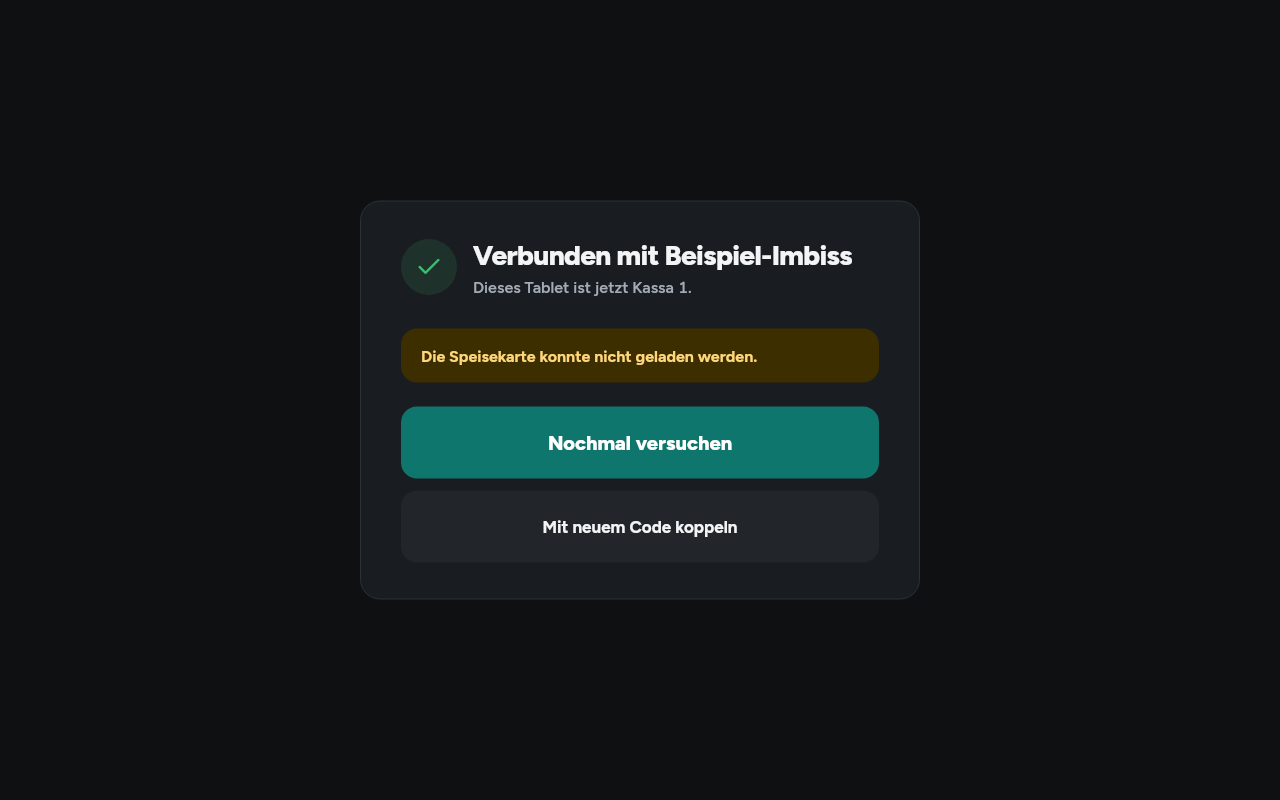 Verbunden mit Beispiel-Imbiss
Dieses Tablet ist jetzt Kassa 1.
Die Speisekarte konnte nicht geladen werden.
Nochmal versuchen
Mit neuem Code koppeln